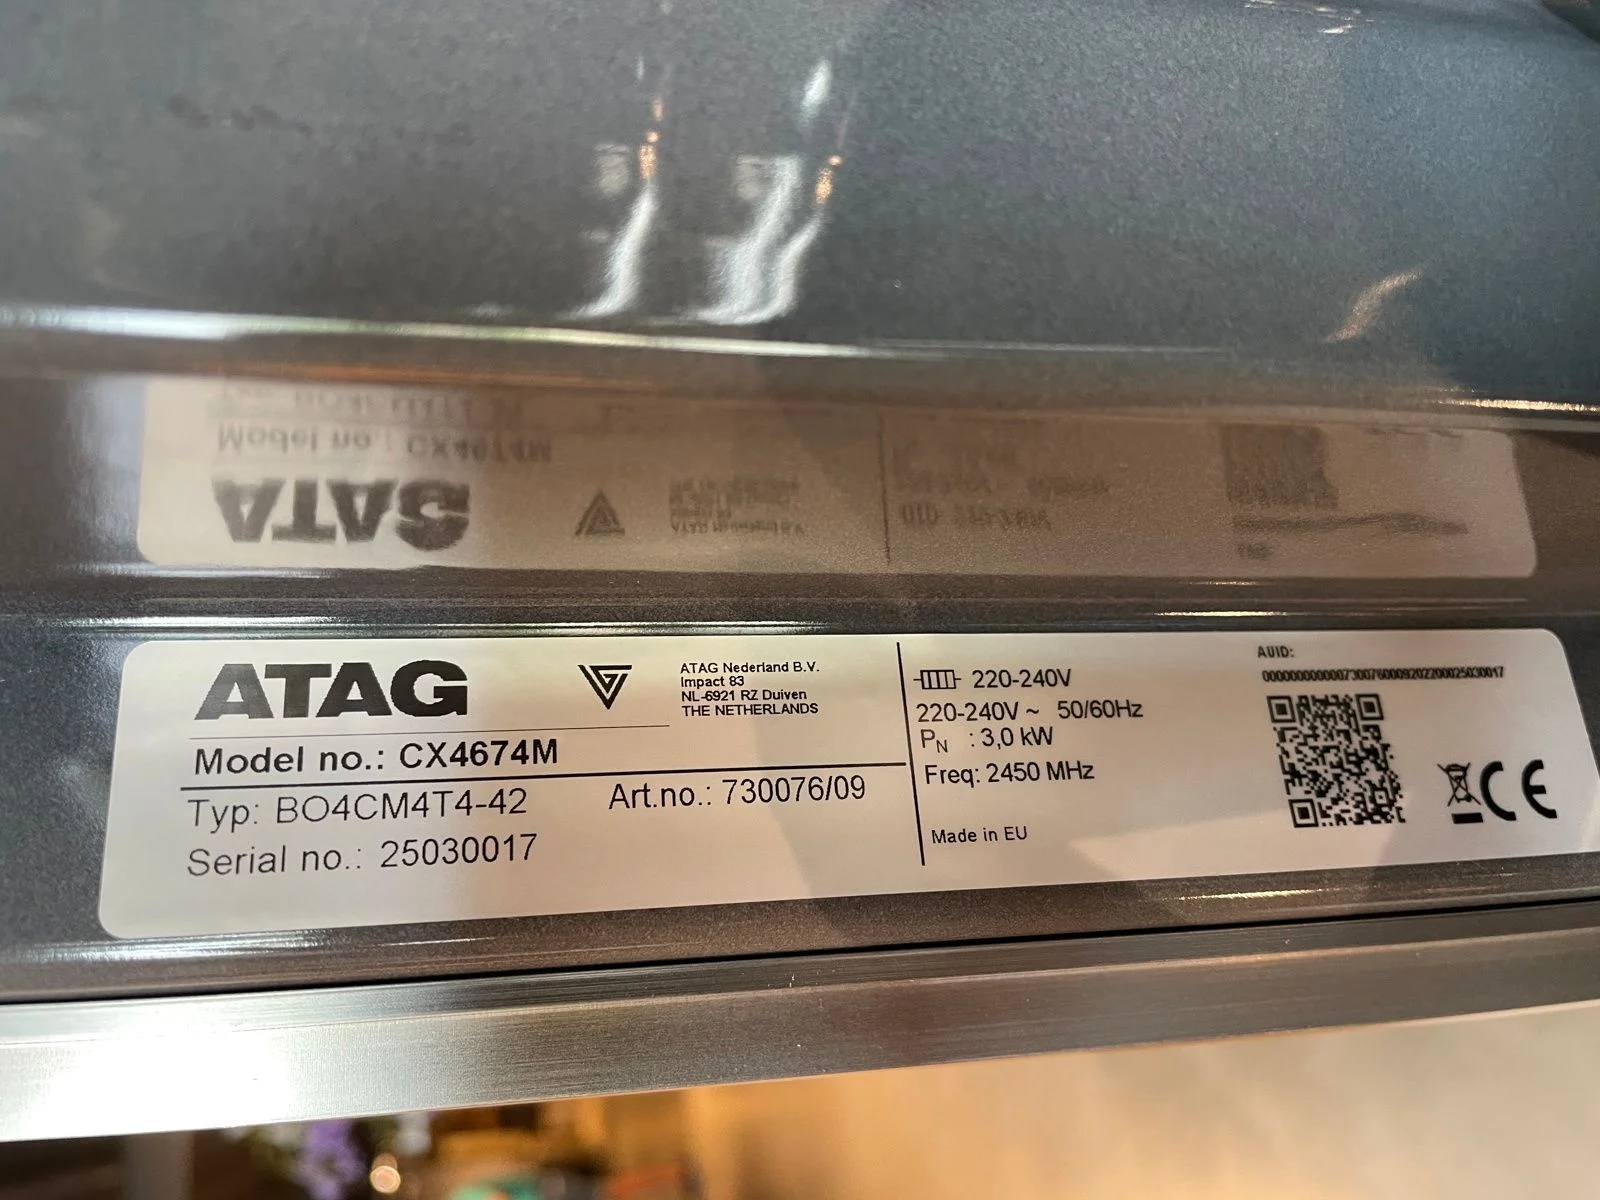 ATAG
ATAG Nederland B.V.
Impact 83
NL-6921 RZ Duiven
THE NETHERLANDS
Model no.: CX4674M
Typ: BO4CM4T4-42
Art.no.: 730076/09
Serial no.: 25030017
220-240V
220-240V ~ 50/60Hz
PN : 3,0 kW
Freq: 2450 MHz
Made in EU
AUID:
CE